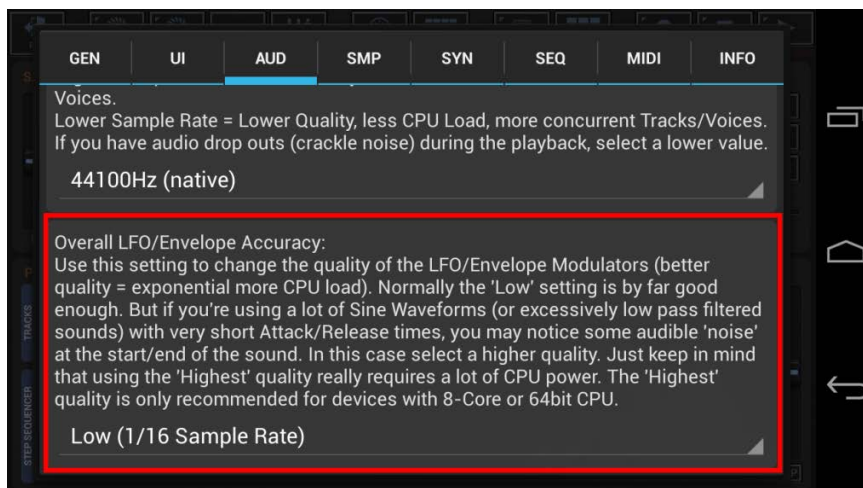 GEN UI AUD SMP SYN SEQ MIDI INFO
Voices.
Lower Sample Rate = Lower Quality, less CPU Load, more concurrent Tracks/Voices.
If you have audio drop outs (crackle noise) during the playback, select a lower value.
44100Hz (native)
Overall LFO/Envelope Accuracy:
Use this setting to change the quality of the LFO/Envelope Modulators (better
quality = exponential more CPU load). Normally the 'Low' setting is by far good
enough. But if you're using a lot of Sine Waveforms (or excessively low pass filtered
sounds) with very short Attack/Release times, you may notice some audible 'noise'
at the start/end of the sound. In this case select a higher quality. Just keep in mind
that using the 'Highest' quality really requires a lot of CPU power. The 'Highest'
quality is only recommended for devices with 8-Core or 64bit CPU.
Low (1/16 Sample Rate)
TRACKS
STEP SEQUENCER